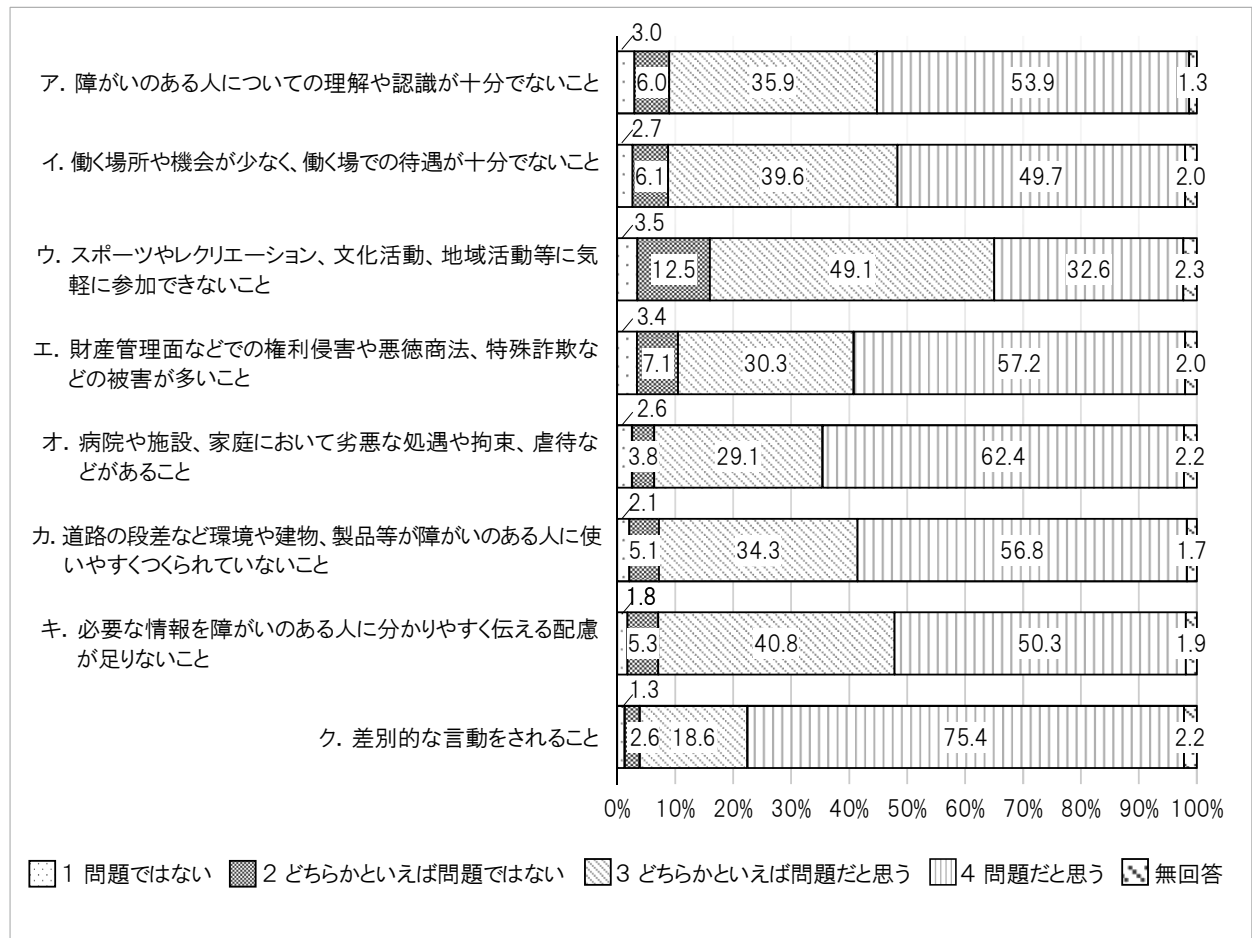 3.0
ア. 障がいのある人についての理解や認識が十分でないこと
6.0 35.9 53.9 1.3
2.7
イ. 働く場所や機会が少なく、働く場での待遇が十分でないこと
6.1 39.6 49.7 2.0
3.5
ウ. スポーツやレクリエーション、文化活動、地域活動等に気
軽に参加できないこと
12.5 49.1 32.6 2.3
3.4
エ. 財産管理面などでの権利侵害や悪徳商法、特殊詐欺な
どの被害が多いこと
7.1 30.3 57.2 2.0
2.6
オ. 病院や施設、家庭において劣悪な処遇や拘束、虐待な
どがあること
3.8 29.1 62.4 2.2
2.1
カ. 道路の段差など環境や建物、製品等が障がいのある人に使
いやすくつくられていないこと
5.1 34.3 56.8 1.7
1.8
キ. 必要な情報を障がいのある人に分かりやすく伝える配慮
が足りないこと
5.3 40.8 50.3 1.9
1.3
ク. 差別的な言動をされること
2.6 18.6 75.4 2.2
0% 10% 20% 30% 40% 50% 60% 70% 80% 90% 100%
1 問題ではない 2 どちらかといえば問題ではない 3 どちらかといえば問題だと思う 4 問題だと思う 無回答